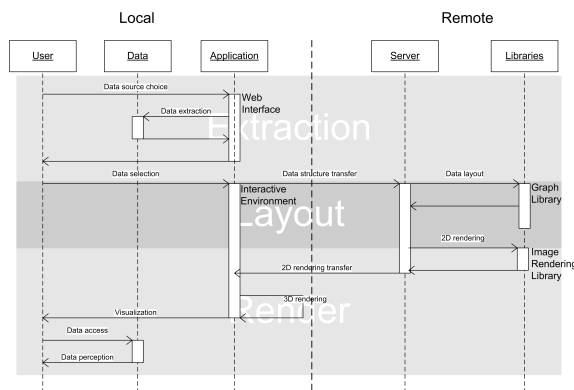 Local
Remote
User
Data
Application
Server
Libraries
Data source choice
Web
Interface
Data extraction
Extraction
Data selection
Data structure transfer
Data layout
Interactive
Environment
Graph
Library
Layout
2D rendering
Image
Rendering
Library
2D rendering transfer
3D rendering
Render
Visualization
Data access
Data perception